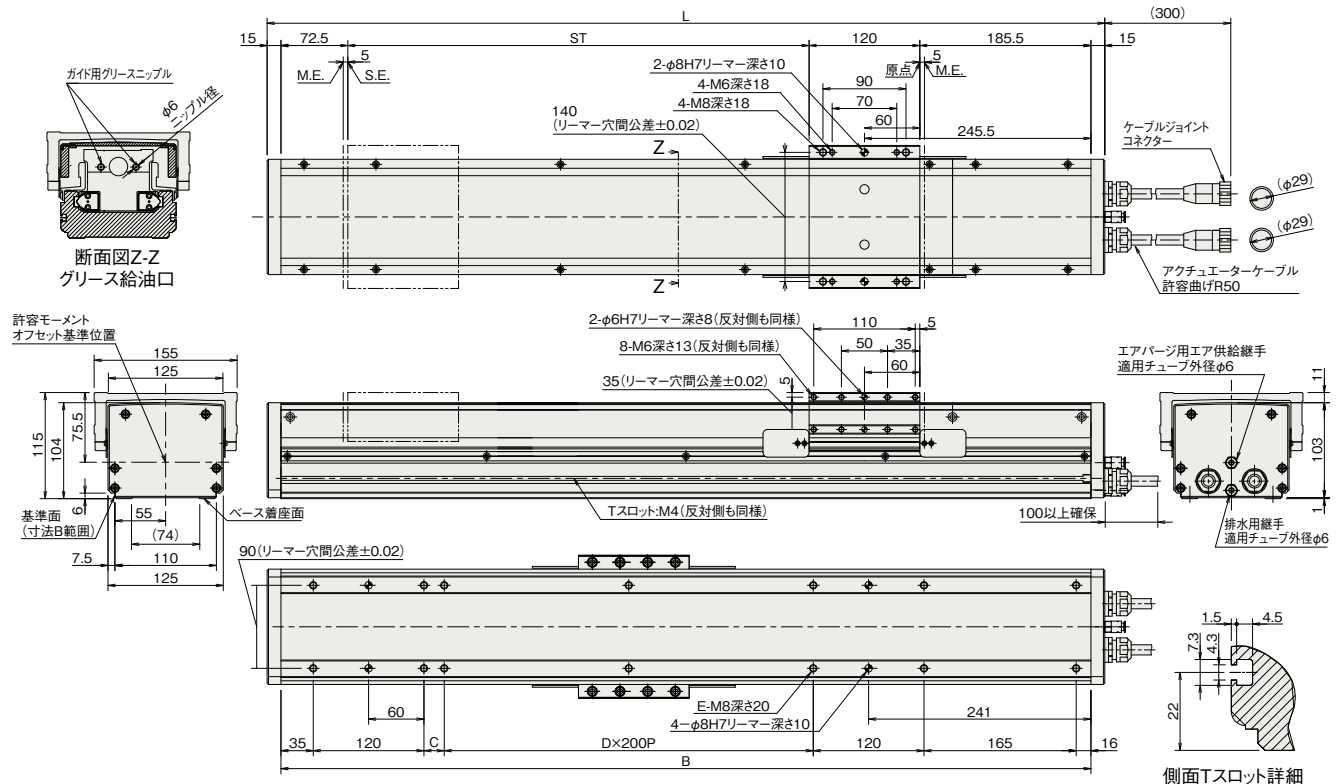 L
(300)
15
72.5
ST
120
185.5
15
5
M.E.
S.E.
2-φ8H7リーマー深さ10
原点
5
M.E.
90
4-M6深さ18
70
4-M8深さ18
60
140
(リーマー穴間公差±0.02)
245.5
Z
Z
ケーブルジョイント
コネクター
(φ29)
(φ29)
アクチュエーターケーブル
許容曲げR50
ガイド用グリースニップル
φ6
ニップル径
断面図Z-Z
グリース給油口
許容モーメント
オフセット基準位置
155
125
115
104
75.5
6
基準面
(寸法B範囲)
55
(74)
ベース着座面
7.5
110
125
2-φ6H7リーマー深さ8(反対側も同様)
110
5
8-M6深さ13(反対側も同様)
50
35
35(リーマー穴間公差±0.02)
5
60
Tスロット:M4(反対側も同様)
100以上確保
エアパージ用エア供給継手
適用チューブ外径φ6
11
103
1
排水用継手
適用チューブ外径φ6
90(リーマー穴間公差±0.02)
E-M8深さ20
60
4-φ8H7リーマー深さ10
241
35
120
C
D×200P
120
165
16
B
1.5
4.5
7.3
4.3
22
側面Tスロット詳細